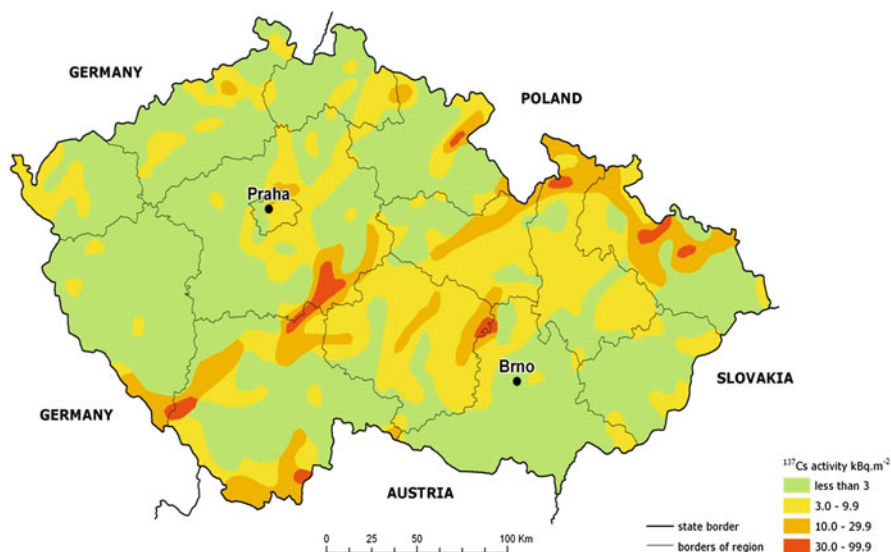 GERMANY
POLAND
Praha
Brno
SLOVAKIA
GERMANY
AUSTRIA
¹³⁷Cs activity kBq.m⁻²
less than 3
3.0 - 9.9
10.0 - 29.9
30.0 - 99.9
state border
borders of region
0 25 50 100 Km